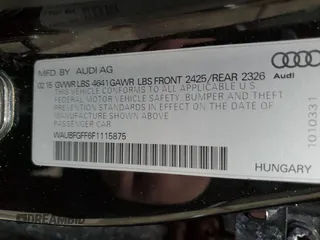 MFD. BY AUDI AG
02.15 GVWR LBS 4641 GAWR LBS FRONT 2425/REAR 2326
THIS VEHICLE CONFORMS TO ALL APPLICABLE
FEDERAL MOTOR VEHICLE SAFETY, BUMPER AND THEFT
PREVENTION STANDARDS IN EFFECT ON THE DATE
OF MANUFACTURE SHOWN ABOVE
PASSENGER CAR
WAUBFGFF6F1115875
HUNGARY
Audi
1010331
DREAMBID